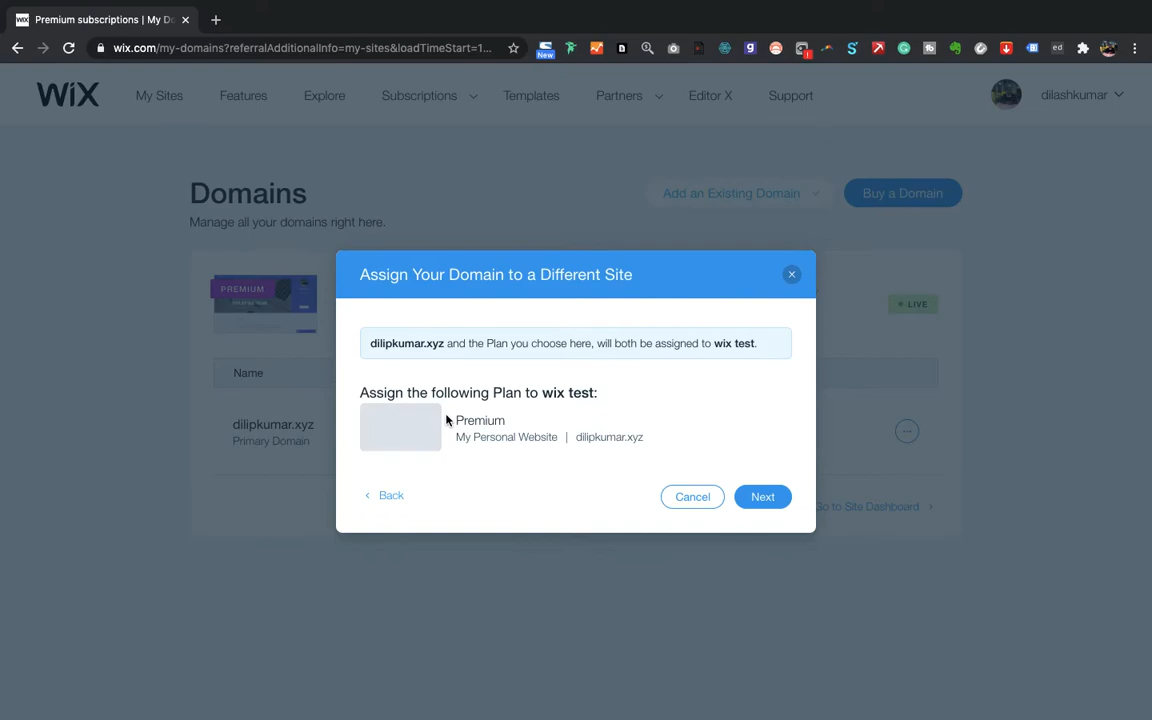 WiX Premium subscriptions | My Do
wix.com/my-domains?referralAdditionalInfo=my-sites&loadTimeStart=1...
New
WiX
My Sites
Features
Explore
Subscriptions
Templates
Partners
Editor X
Support
dilashkumar
Domains
Add an Existing Domain
Buy a Domain
Manage all your domains right here.
Assign Your Domain to a Different Site
PREMIUM
LIVE
dilipkumar.xyz and the Plan you choose here, will both be assigned to wix test.
Name
Assign the following Plan to wix test:
dilipkumar.xyz
Primary Domain
Premium
My Personal Website | dilipkumar.xyz
Back
Cancel
Next
Go to Site Dashboard